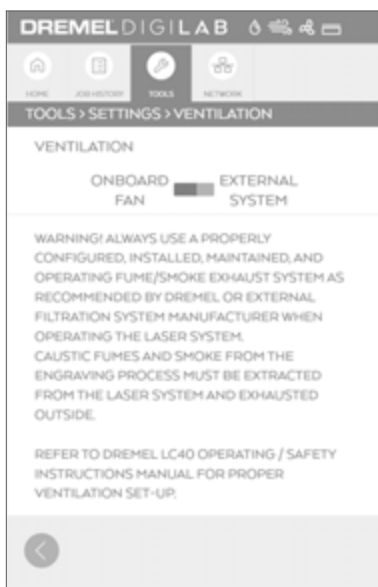 DREMEL DIGILAB
HOME JOB HISTORY TOOLS NETWORK
TOOLS > SETTINGS > VENTILATION
VENTILATION
ONBOARD FAN
EXTERNAL SYSTEM
WARNING! ALWAYS USE A PROPERLY
CONFIGURED, INSTALLED, MAINTAINED, AND
OPERATING FUME/SMOKE EXHAUST SYSTEM AS
RECOMMENDED BY DREMEL OR EXTERNAL
FILTRATION SYSTEM MANUFACTURER WHEN
OPERATING THE LASER SYSTEM.
CAUSTIC FUMES AND SMOKE FROM THE
ENGRAVING PROCESS MUST BE EXTRACTED
FROM THE LASER SYSTEM AND EXHAUSTED
OUTSIDE.
REFER TO DREMEL LC40 OPERATING / SAFETY
INSTRUCTIONS MANUAL FOR PROPER
VENTILATION SET-UP.